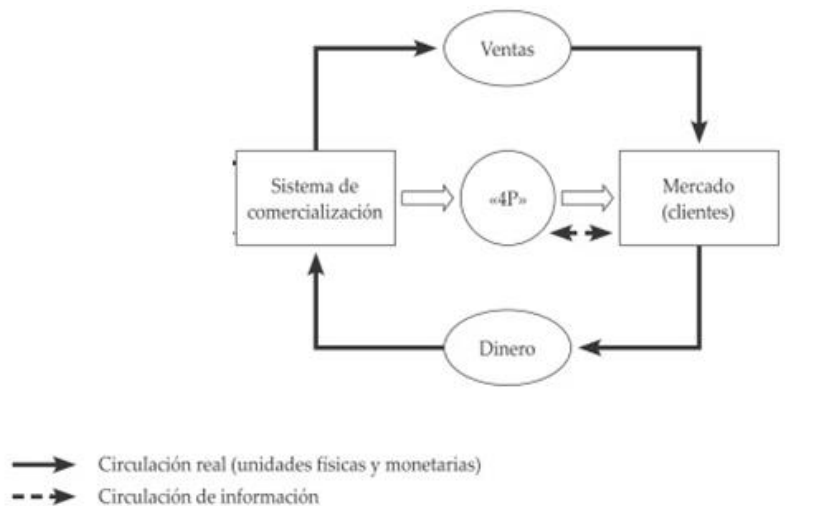 Ventas
Sistema de
comercialización
«4P»
Mercado
(clientes)
Dinero
Circulación real (unidades físicas y monetarias)
Circulación de información